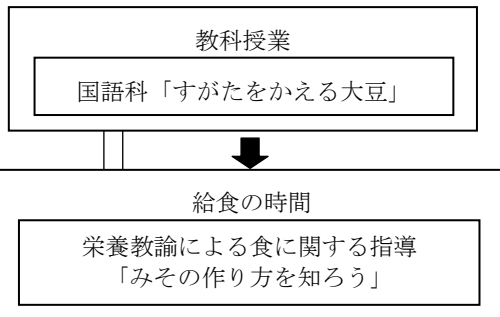 教科授業
国語科「すがたをかえる大豆」
給食の時間
栄養教諭による食に関する指導
「みその作り方を知ろう」